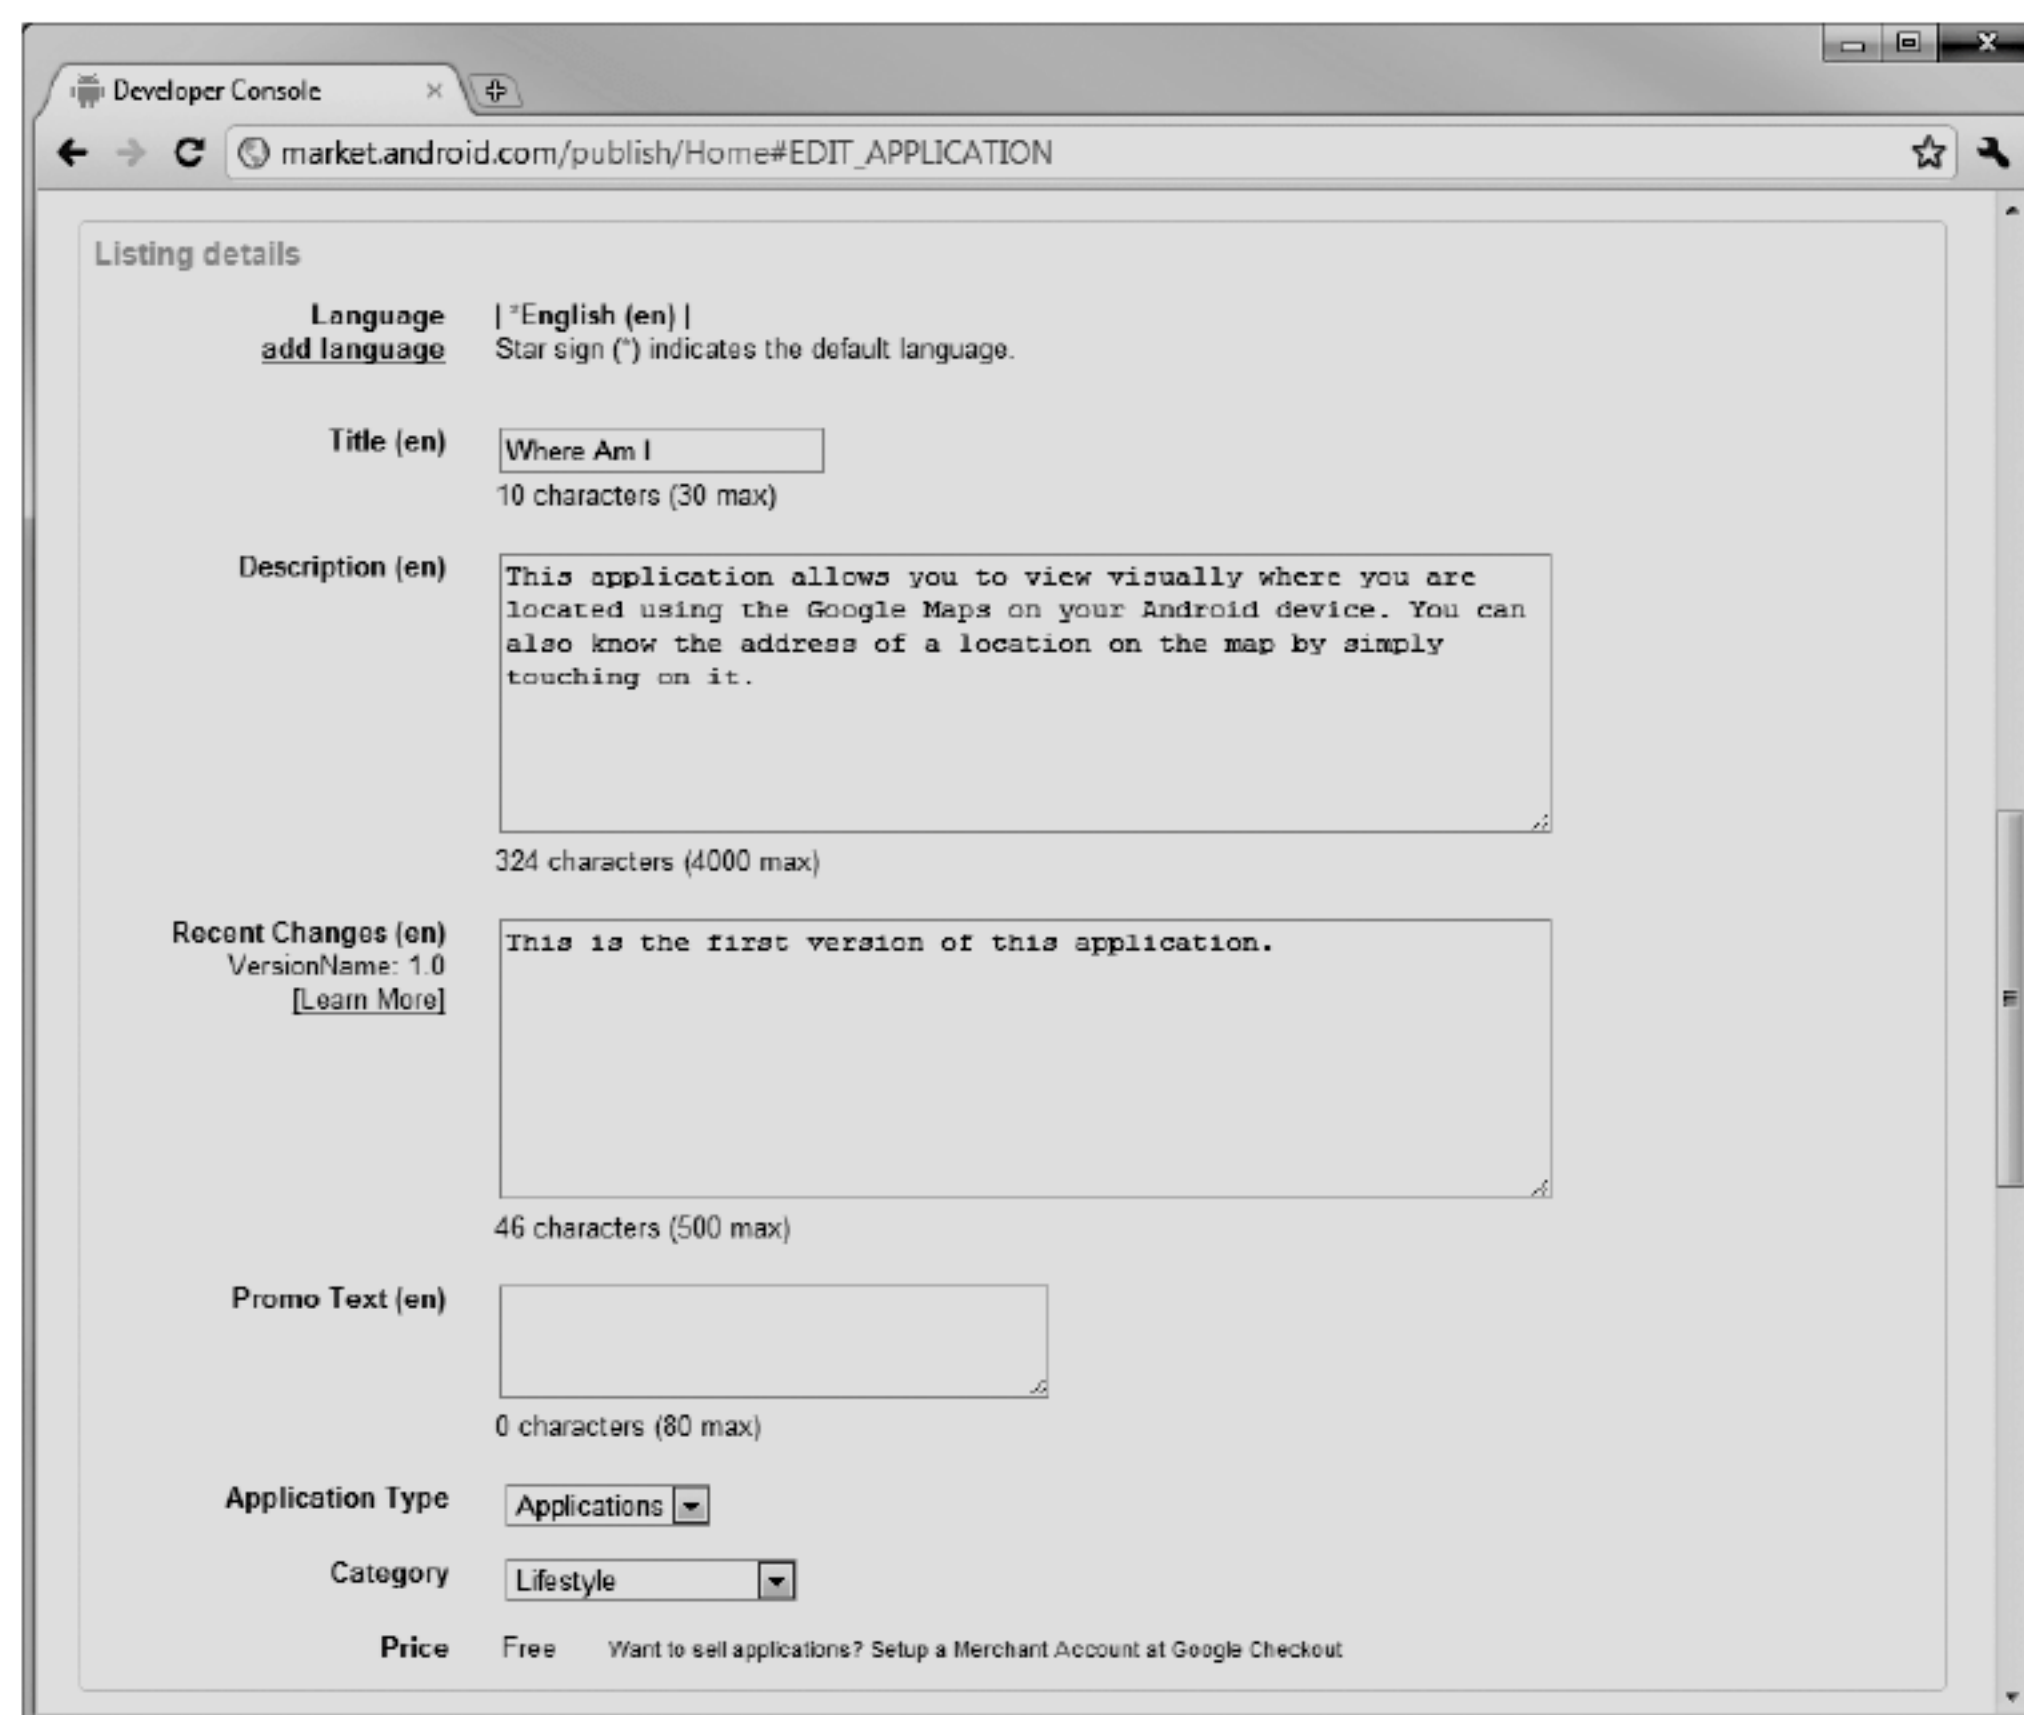 Developer Console
market.android.com/publish/Home#EDIT_APPLICATION
Listing details
Language | *English (en) |
add language Star sign (*) indicates the default language.
Title (en) Where Am I
10 characters (30 max)
Description (en) This application allows you to view visually where you are
located using the Google Maps on your Android device. You can
also know the address of a location on the map by simply
touching on it.
324 characters (4000 max)
Recent Changes (en) This is the first version of this application.
VersionName: 1.0
[Learn More]
46 characters (500 max)
Promo Text (en)
0 characters (80 max)
Application Type Applications
Category Lifestyle
Price Free Want to sell applications? Setup a Merchant Account at Google Checkout